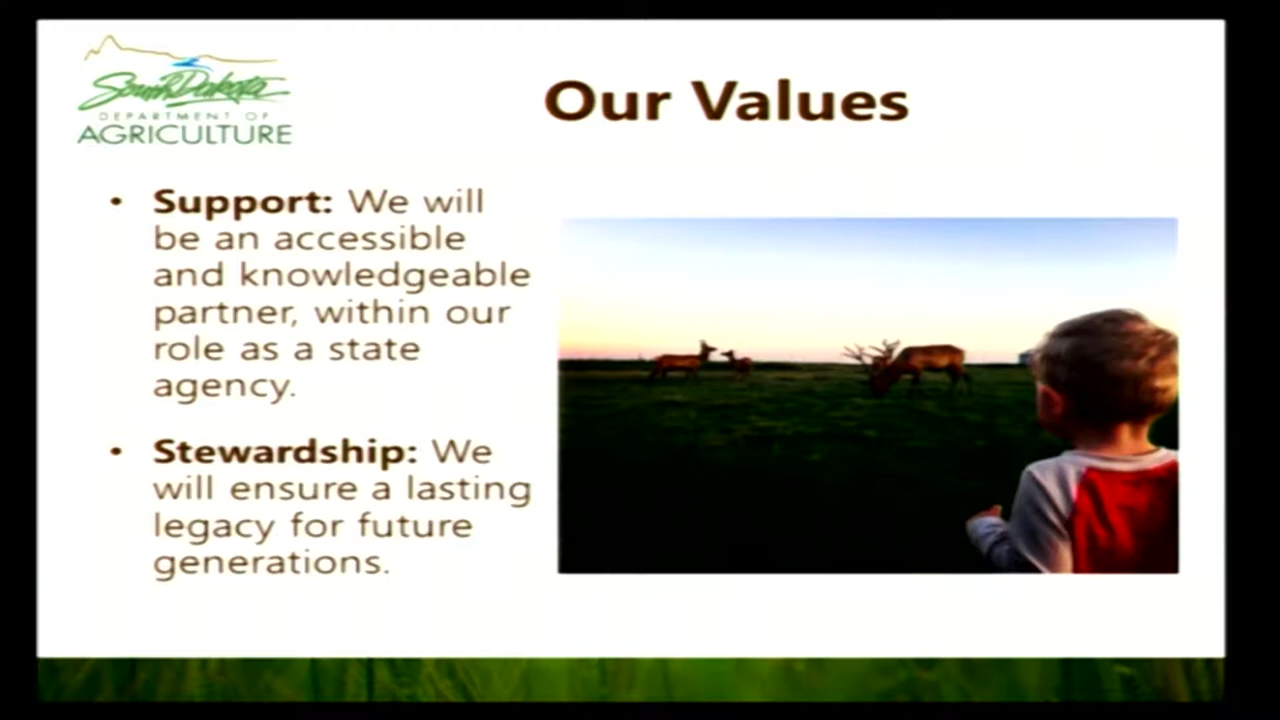 South Dakota
DEPARTMENT OF
AGRICULTURE
Our Values
• Support: We will
be an accessible
and knowledgeable
partner, within our
role as a state
agency.
• Stewardship: We
will ensure a lasting
legacy for future
generations.